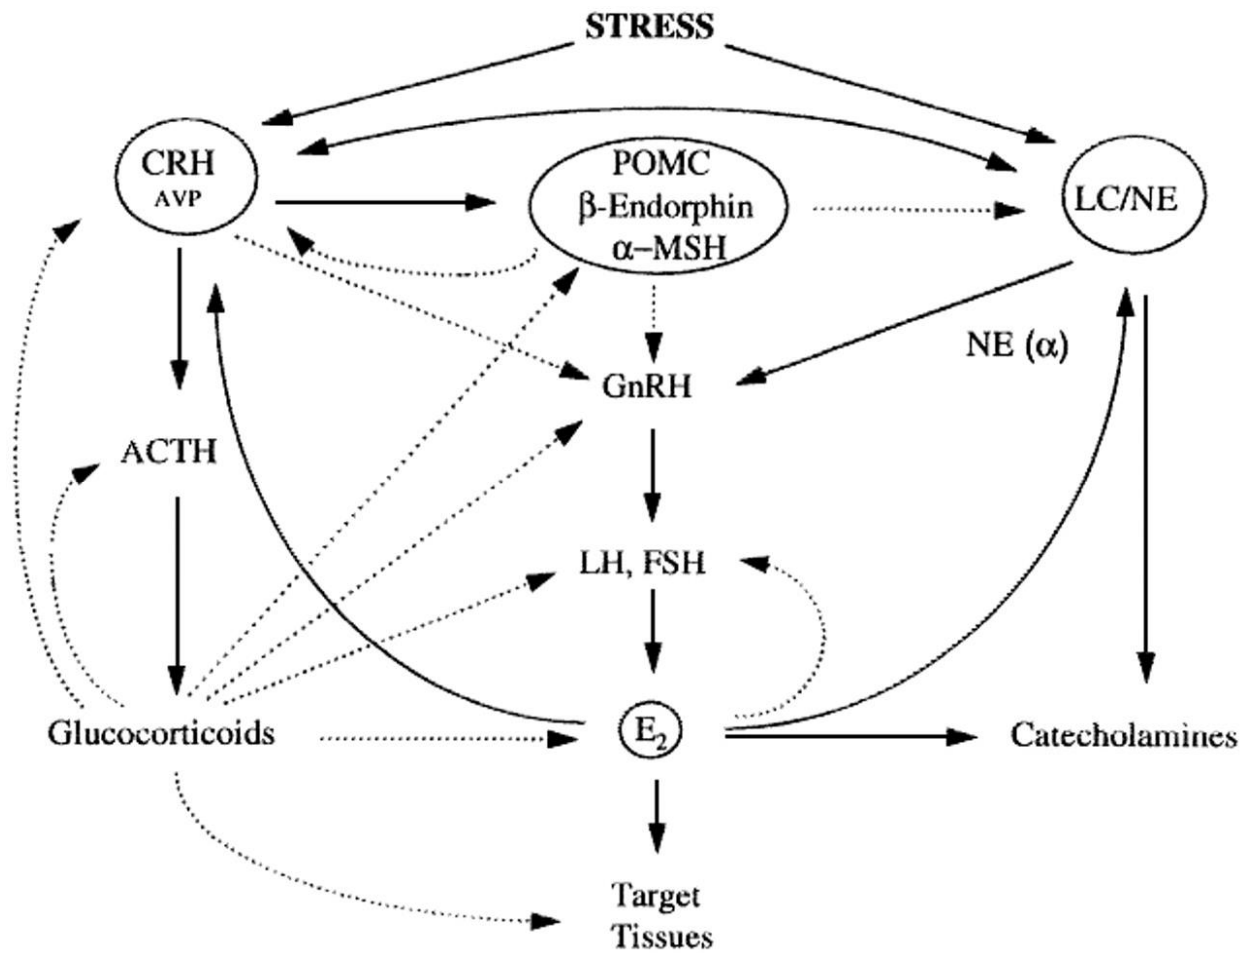 STRESS
CRH
AVP
POMC
β-Endorphin
α-MSH
LC/NE
NE (α)
GnRH
ACTH
LH, FSH
Glucocorticoids
E₂
Catecholamines
Target
Tissues